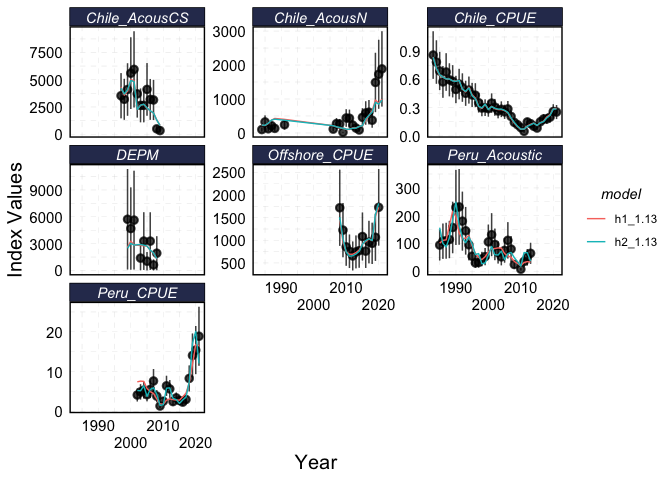 Chile_AcousCS Chile_AcousN Chile_CPUE
7500 5000 2500 0
3000 2000 1000 0
0.9 0.6 0.3 0.0
DEPM Offshore_CPUE Peru_Acoustic
9000 6000 3000 0
2500 2000 1500 1000 500
300 200 100 0
1990 2010 1990 2010
2000 2020 2000 2020
Peru_CPUE
20 10 0
1990 2010
2000 2020
Index Values
Year
model
h1_1.13
h2_1.13